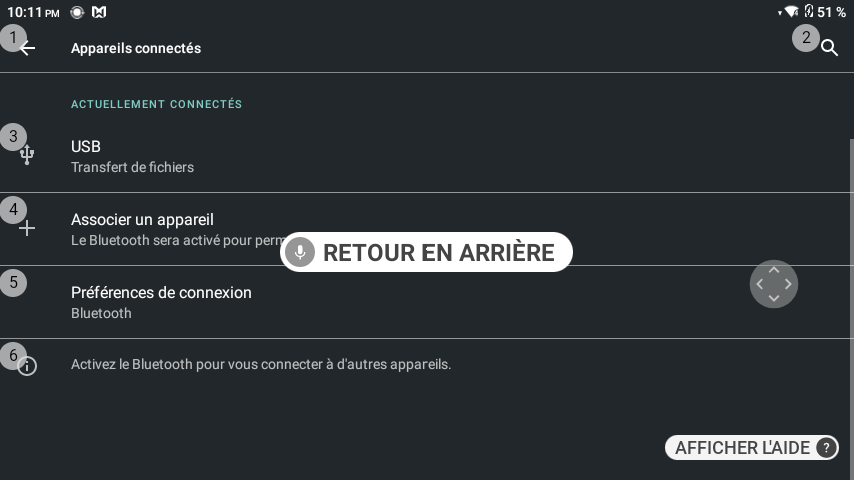 10:11 PM 51 %
1 Appareils connectés 2
ACTUELLEMENT CONNECTÉS
3 USB
Transfert de fichiers
4 Associer un appareil
Le Bluetooth sera activé pour
RETOUR EN ARRIÈRE
5 Préférences de connexion
Bluetooth
6 Activez le Bluetooth pour vous connecter à d'autres appareils.
AFFICHER L'AIDE ?